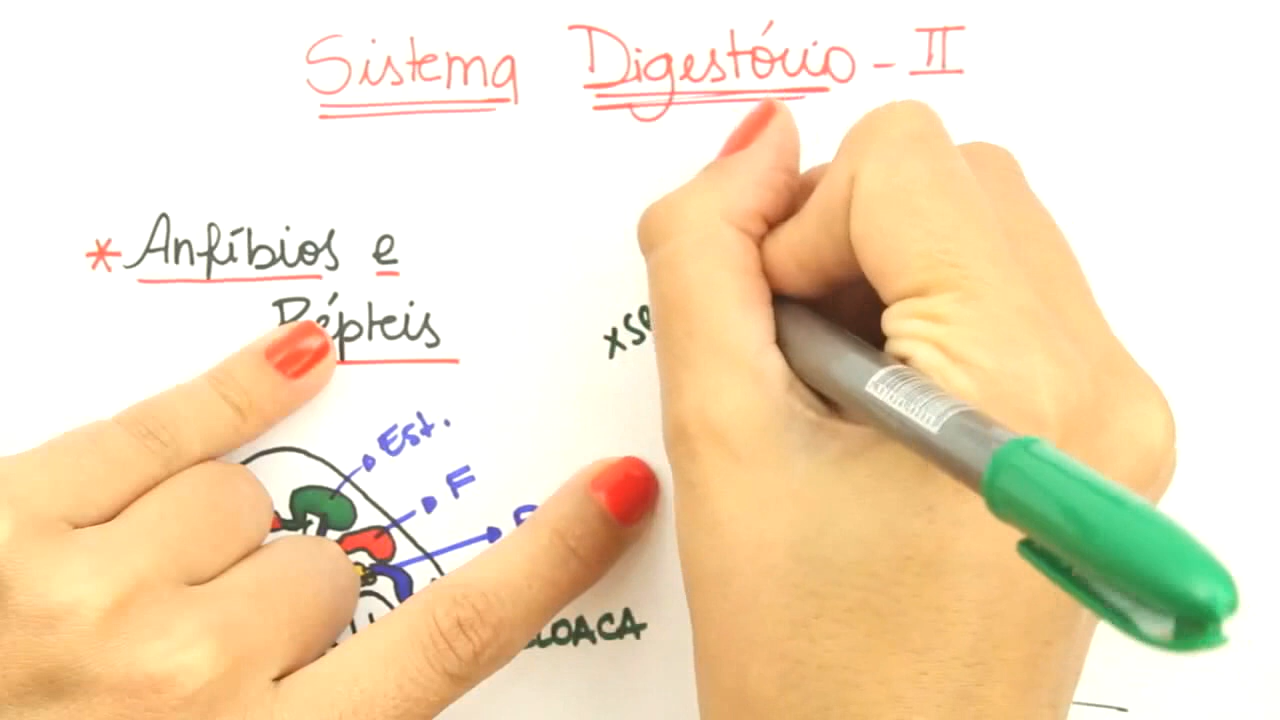 Sistema Digestório - II
* Anfíbios e
Répteis
Est.
F
CLOACA